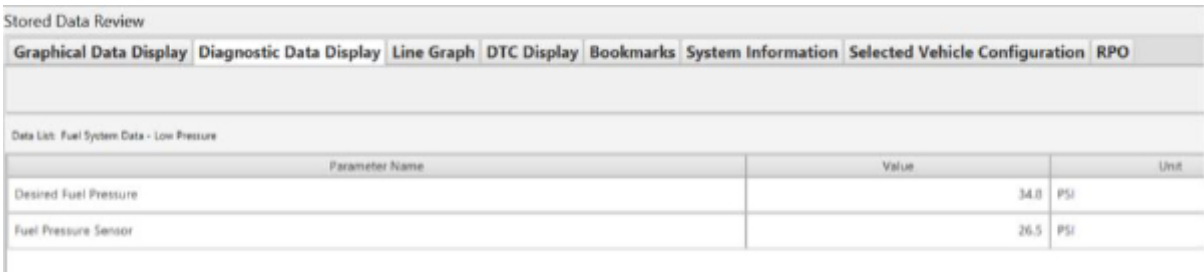 Stored Data Review
Graphical Data Display Diagnostic Data Display Line Graph DTC Display Bookmarks System Information Selected Vehicle Configuration RPO
Data List: Fuel System Data - Low Pressure
Parameter Name Value Unit
Desired Fuel Pressure 34.8 PSI
Fuel Pressure Sensor 26.5 PSI